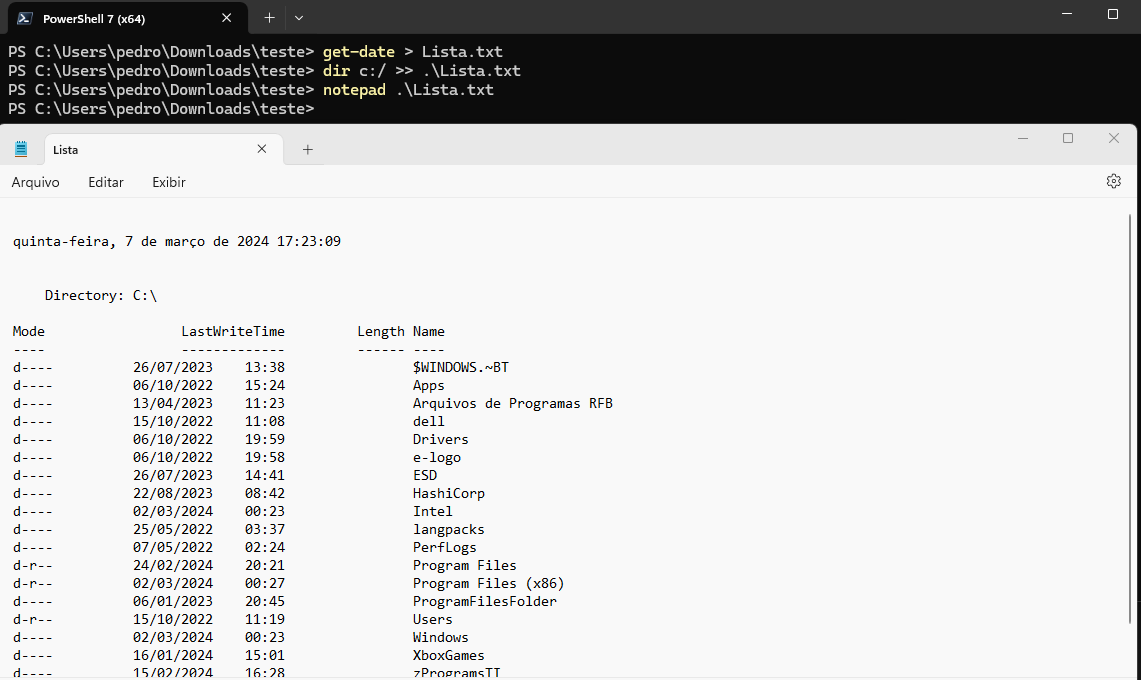 PowerShell 7 (x64)
PS C:\Users\pedro\Downloads\teste> get-date > Lista.txt
PS C:\Users\pedro\Downloads\teste> dir c:/ >> .\Lista.txt
PS C:\Users\pedro\Downloads\teste> notepad .\Lista.txt
PS C:\Users\pedro\Downloads\teste>
Lista
Arquivo Editar Exibir
quinta-feira, 7 de março de 2024 17:23:09
Directory: C:\
Mode LastWriteTime Length Name
---- ------------- ------ ----
d---- 26/07/2023 13:38 $WINDOWS.~BT
d---- 06/10/2022 15:24 Apps
d---- 13/04/2023 11:23 Arquivos de Programas RFB
d---- 15/10/2022 11:08 dell
d---- 06/10/2022 19:59 Drivers
d---- 06/10/2022 19:58 e-logo
d---- 26/07/2023 14:41 ESD
d---- 22/08/2023 08:42 HashiCorp
d---- 02/03/2024 00:23 Intel
d---- 25/05/2022 03:37 langpacks
d---- 07/05/2022 02:24 PerfLogs
d-r-- 24/02/2024 20:21 Program Files
d-r-- 02/03/2024 00:27 Program Files (x86)
d---- 06/01/2023 20:45 ProgramFilesFolder
d-r-- 15/10/2022 11:19 Users
d---- 02/03/2024 00:23 Windows
d---- 16/01/2024 15:01 XboxGames
d---- 15/02/2024 16:28 zProgramsTI